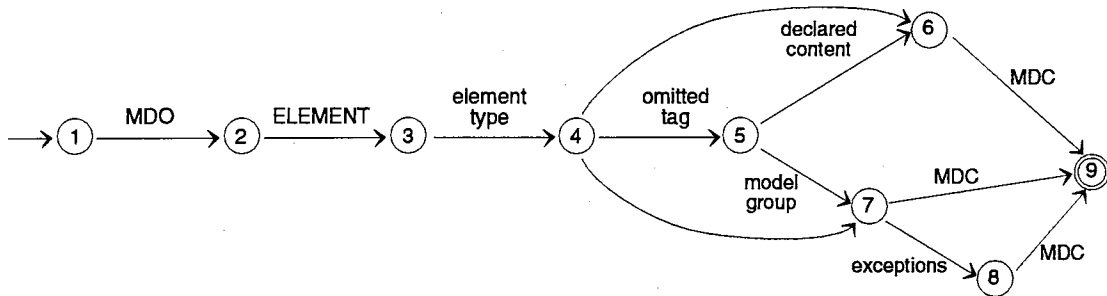 declared
content
6
MDC
MDO
ELEMENT
element
type
omitted
tag
1
2
3
4
5
9
model
group
MDC
7
MDC
exceptions
8